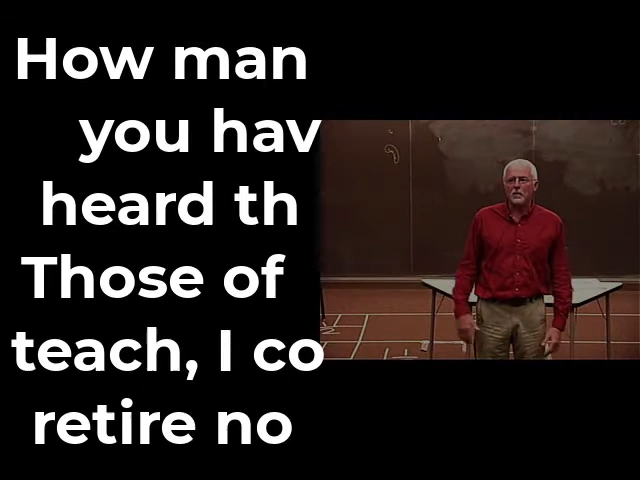 How man
you hav
heard th
Those of
teach, I co
retire no